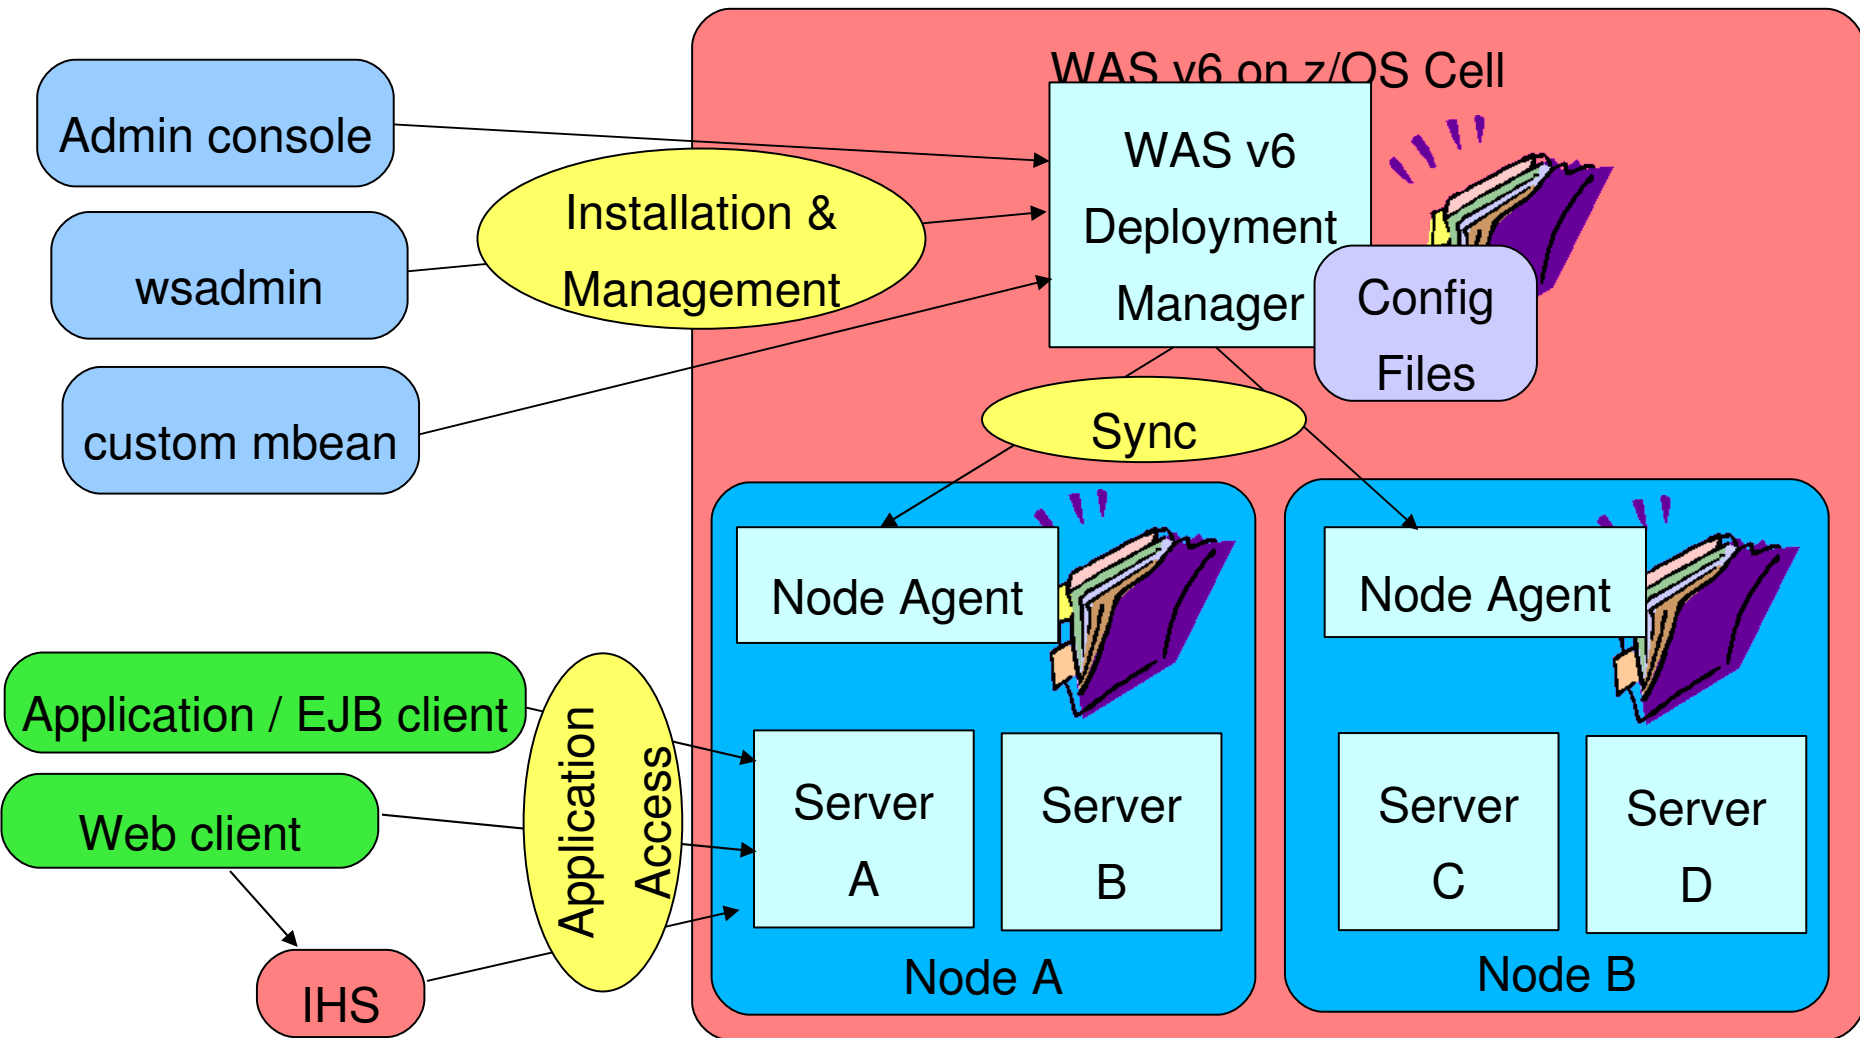 WAS v6 on z/OS Cell
Admin console
wsadmin
custom mbean
Installation &
Management
WAS v6
Deployment
Manager
Config
Files
Sync
Node Agent
Node Agent
Application / EJB client
Web client
IHS
Application
Access
Server
A
Server
B
Server
C
Server
D
Node A
Node B